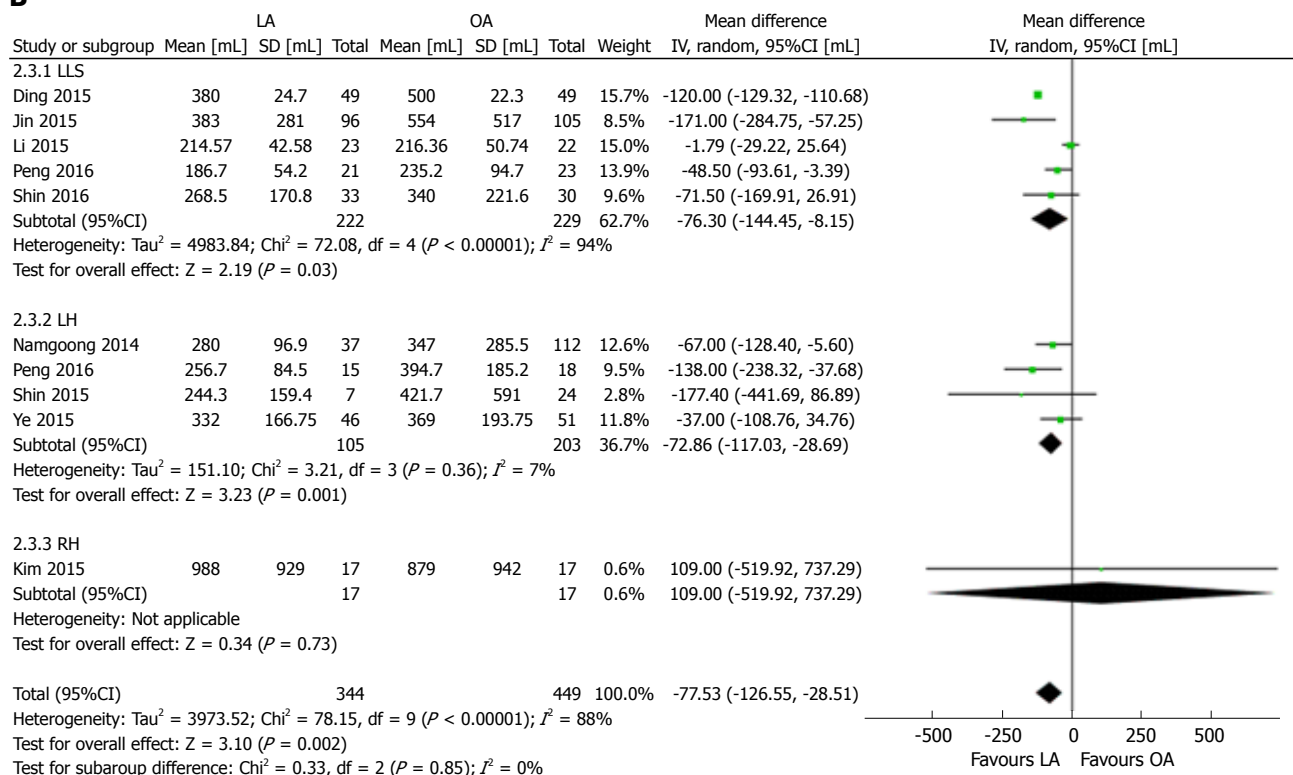 B
LA OA Mean difference Mean difference
Study or subgroup Mean [mL] SD [mL] Total Mean [mL] SD [mL] Total Weight IV, random, 95%CI [mL] IV, random, 95%CI [mL]
2.3.1 LLS
Ding 2015 380 24.7 49 500 22.3 49 15.7% -120.00 (-129.32, -110.68)
Jin 2015 383 281 96 554 517 105 8.5% -171.00 (-284.75, -57.25)
Li 2015 214.57 42.58 23 216.36 50.74 22 15.0% -1.79 (-29.22, 25.64)
Peng 2016 186.7 54.2 21 235.2 94.7 23 13.9% -48.50 (-93.61, -3.39)
Shin 2016 268.5 170.8 33 340 221.6 30 9.6% -71.50 (-169.91, 26.91)
Subtotal (95%CI) 222 229 62.7% -76.30 (-144.45, -8.15)
Heterogeneity: Tau² = 4983.84; Chi² = 72.08, df = 4 (P < 0.00001); I² = 94%
Test for overall effect: Z = 2.19 (P = 0.03)
2.3.2 LH
Namgoong 2014 280 96.9 37 347 285.5 112 12.6% -67.00 (-128.40, -5.60)
Peng 2016 256.7 84.5 15 394.7 185.2 18 9.5% -138.00 (-238.32, -37.68)
Shin 2015 244.3 159.4 7 421.7 591 24 2.8% -177.40 (-441.69, 86.89)
Ye 2015 332 166.75 46 369 193.75 51 11.8% -37.00 (-108.76, 34.76)
Subtotal (95%CI) 105 203 36.7% -72.86 (-117.03, -28.69)
Heterogeneity: Tau² = 151.10; Chi² = 3.21, df = 3 (P = 0.36); I² = 7%
Test for overall effect: Z = 3.23 (P = 0.001)
2.3.3 RH
Kim 2015 988 929 17 879 942 17 0.6% 109.00 (-519.92, 737.29)
Subtotal (95%CI) 17 17 0.6% 109.00 (-519.92, 737.29)
Heterogeneity: Not applicable
Test for overall effect: Z = 0.34 (P = 0.73)
Total (95%CI) 344 449 100.0% -77.53 (-126.55, -28.51)
Heterogeneity: Tau² = 3973.52; Chi² = 78.15, df = 9 (P < 0.00001); I² = 88%
Test for overall effect: Z = 3.10 (P = 0.002)
Test for subgroup difference: Chi² = 0.33, df = 2 (P = 0.85); I² = 0%
-500 -250 0 250 500
Favours LA Favours OA